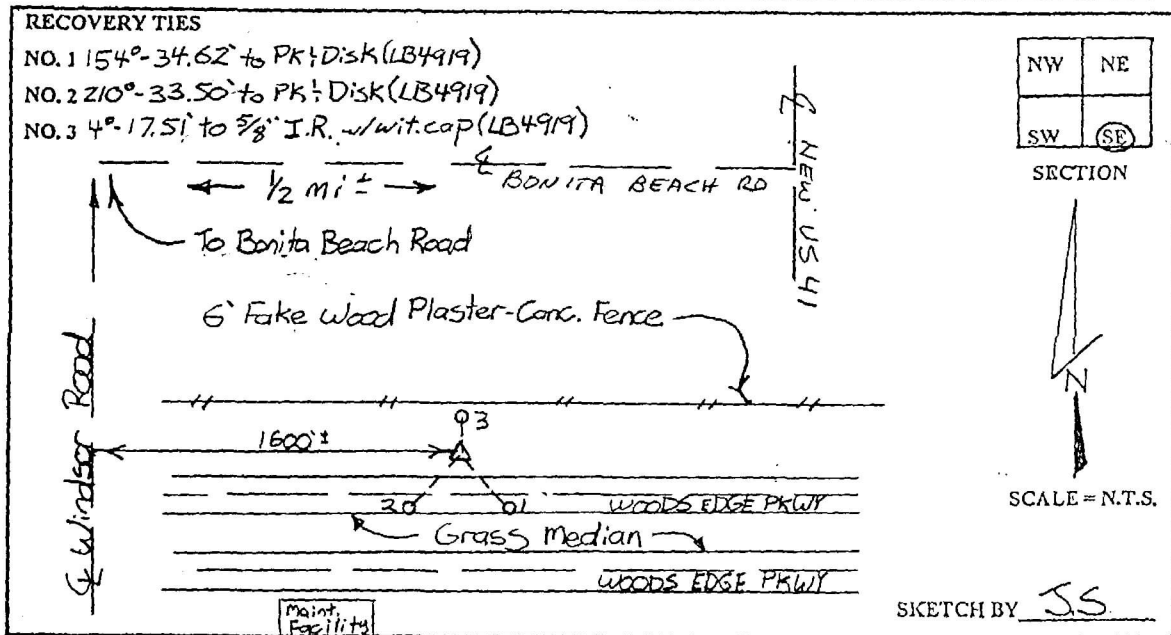 RECOVERY TIES
NO. 1 154°-34.62' to PK & Disk (LB4919)
NO. 2 210°-33.50' to PK & Disk (LB4919)
NO. 3 4°-17.51' to 5/8" I.R. w/wit. cap (LB4919)
NW NE
SW SE
SECTION
℄ NEW US 41
℄ BONITA BEACH RD
1/2 mi ±
To Bonita Beach Road
6' Fake Wood Plaster-Conc. Fence
℄ Windsor Road
N
3
1600' ±
2
1
WOODS EDGE PKWY
SCALE = N.T.S.
Grass Median
WOODS EDGE PKWY
Maint.
Facility
SKETCH BY J.S.